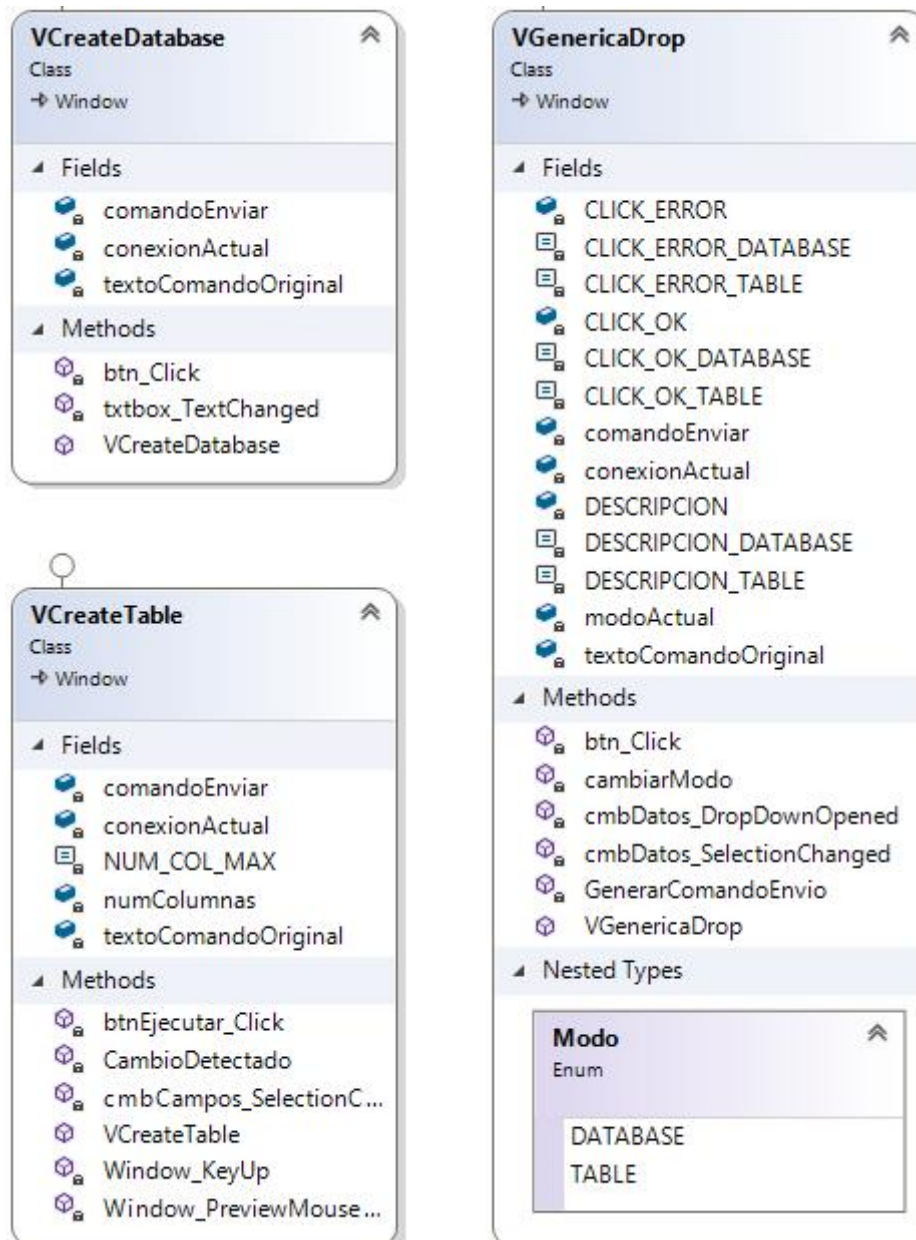 VCreateDatabase
Class
Window
Fields
comandoEnviar
conexionActual
textoComandoOriginal
Methods
btn_Click
txtbox_TextChanged
VCreateDatabase
VCreateTable
Class
Window
Fields
comandoEnviar
conexionActual
NUM_COL_MAX
numColumnas
textoComandoOriginal
Methods
btnEjecutar_Click
CambioDetectado
cmbCampos_SelectionC...
VCreateTable
Window_KeyUp
Window_PreviewMouse...
VGenericaDrop
Class
Window
Fields
CLICK_ERROR
CLICK_ERROR_DATABASE
CLICK_ERROR_TABLE
CLICK_OK
CLICK_OK_DATABASE
CLICK_OK_TABLE
comandoEnviar
conexionActual
DESCRIPCION
DESCRIPCION_DATABASE
DESCRIPCION_TABLE
modoActual
textoComandoOriginal
Methods
btn_Click
cambiarModo
cmbDatos_DropDownOpened
cmbDatos_SelectionChanged
GenerarComandoEnvio
VGenericaDrop
Nested Types
Modo
Enum
DATABASE
TABLE